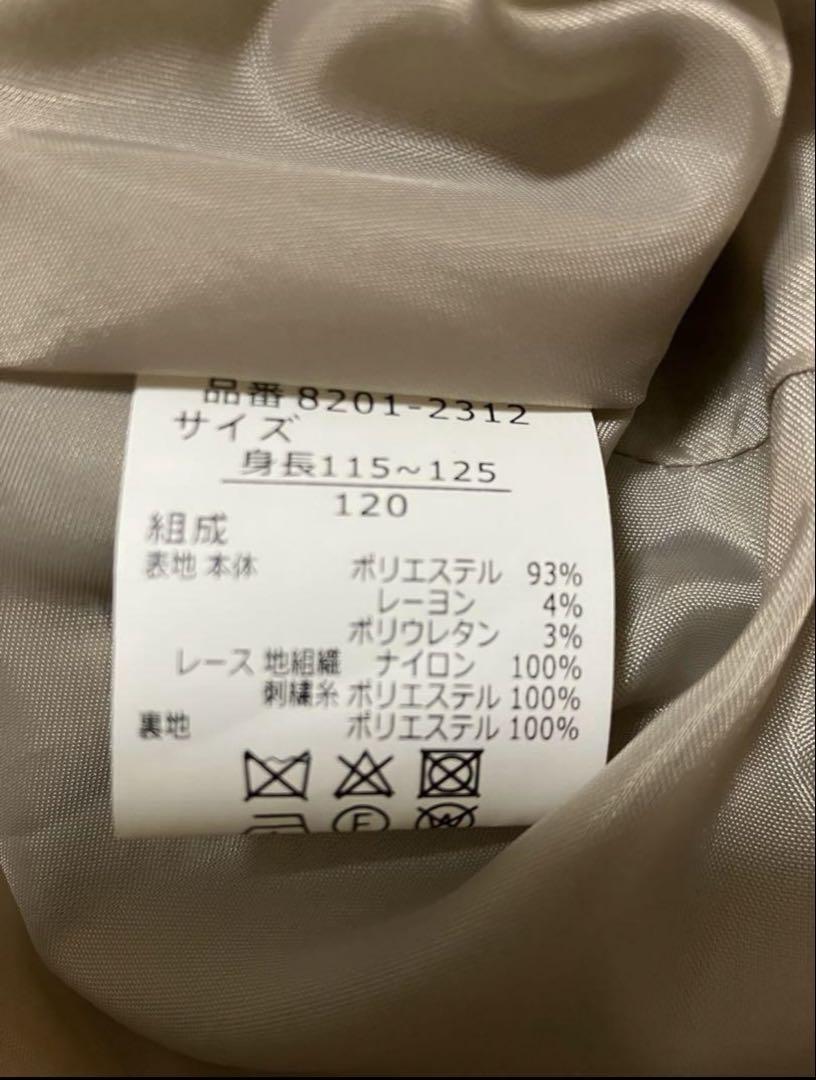 品番 8201-2312
サイズ
身長115~125
120
組成
表地 本体 ポリエステル 93%
レーヨン 4%
ポリウレタン 3%
レース 地組織 ナイロン 100%
刺繍糸 ポリエステル 100%
裏地 ポリエステル 100%
F
W